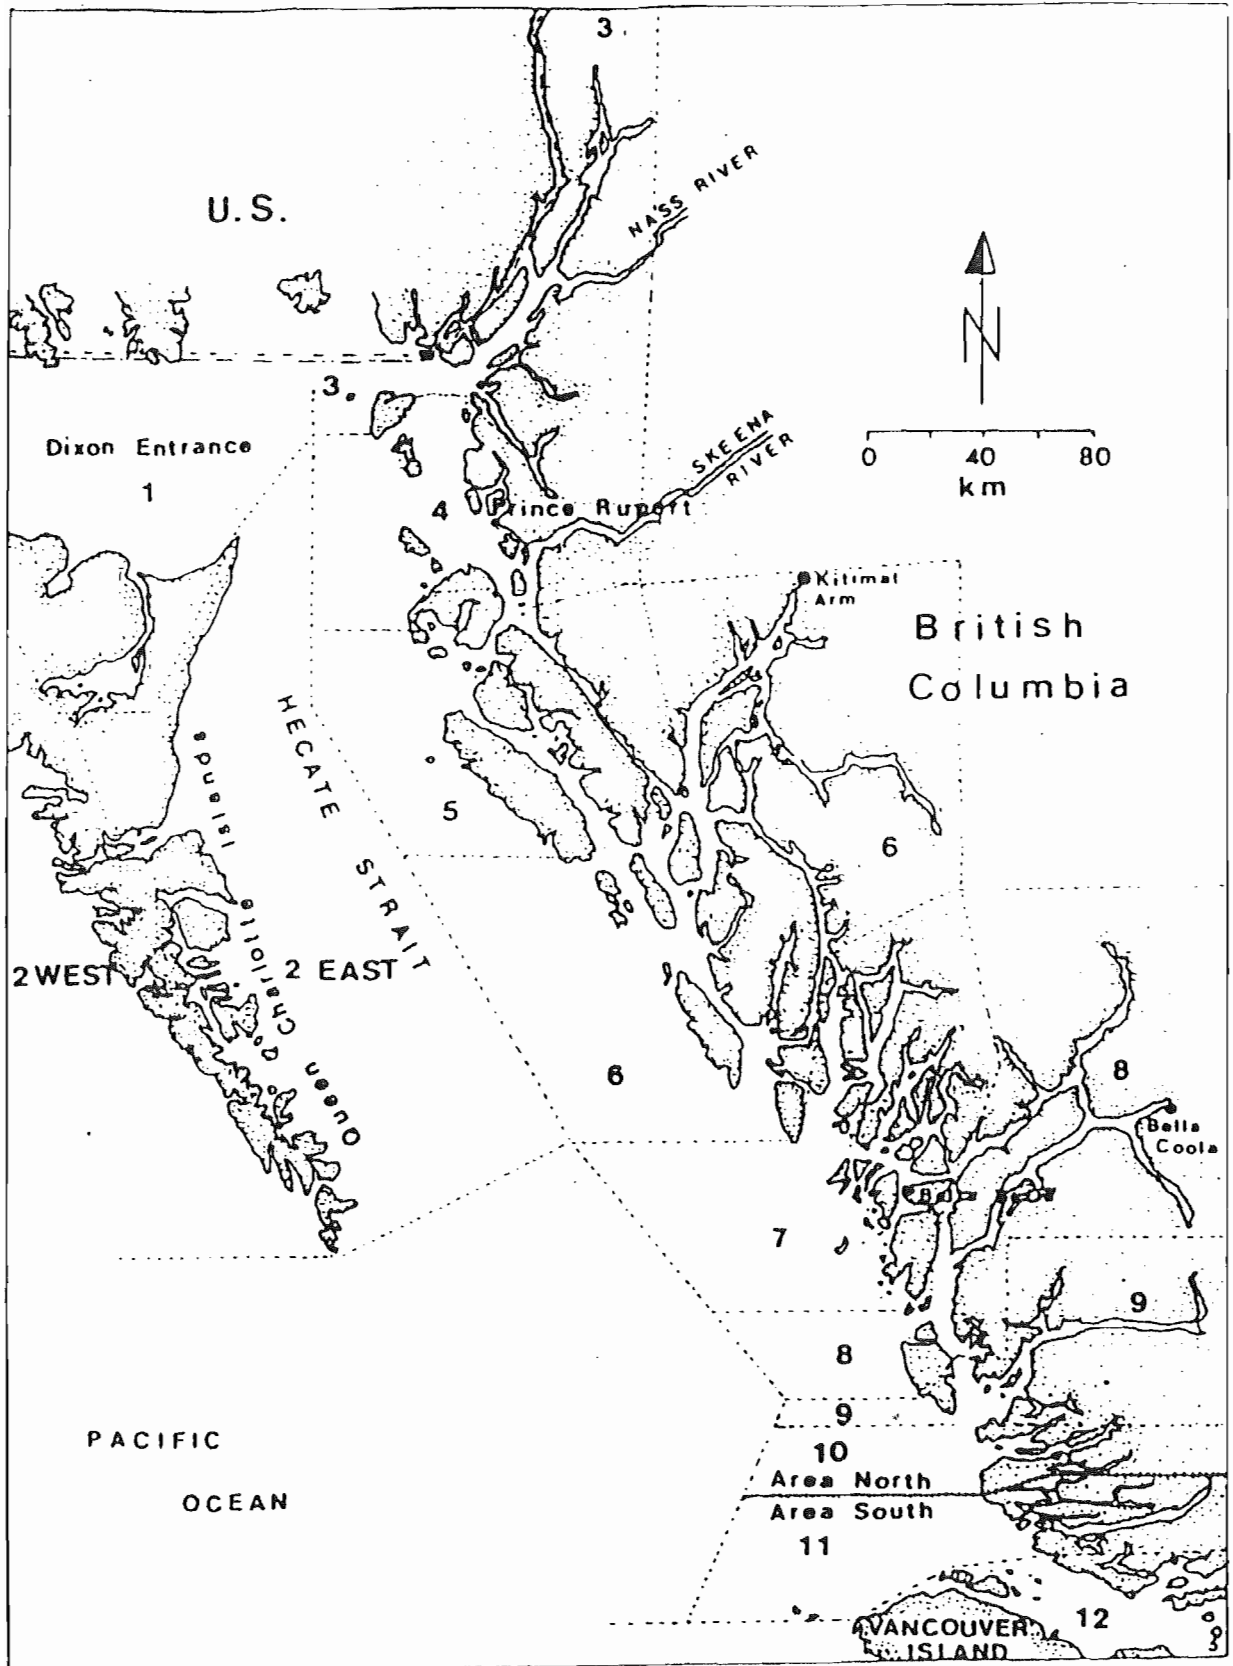 3
U.S.
NASS RIVER
N
3
Dixon Entrance
1
SKEENA
RIVER
0 40 80
km
4
Prince Rupert
Kitimat
Arm
British
Columbia
HECATE STRAIT
5
6
Queen Charlotte Islands
2 WEST
2 EAST
6
8
Bella
Coola
7
9
8
9
PACIFIC
OCEAN
10
Area North
Area South
11
12
VANCOUVER
ISLAND